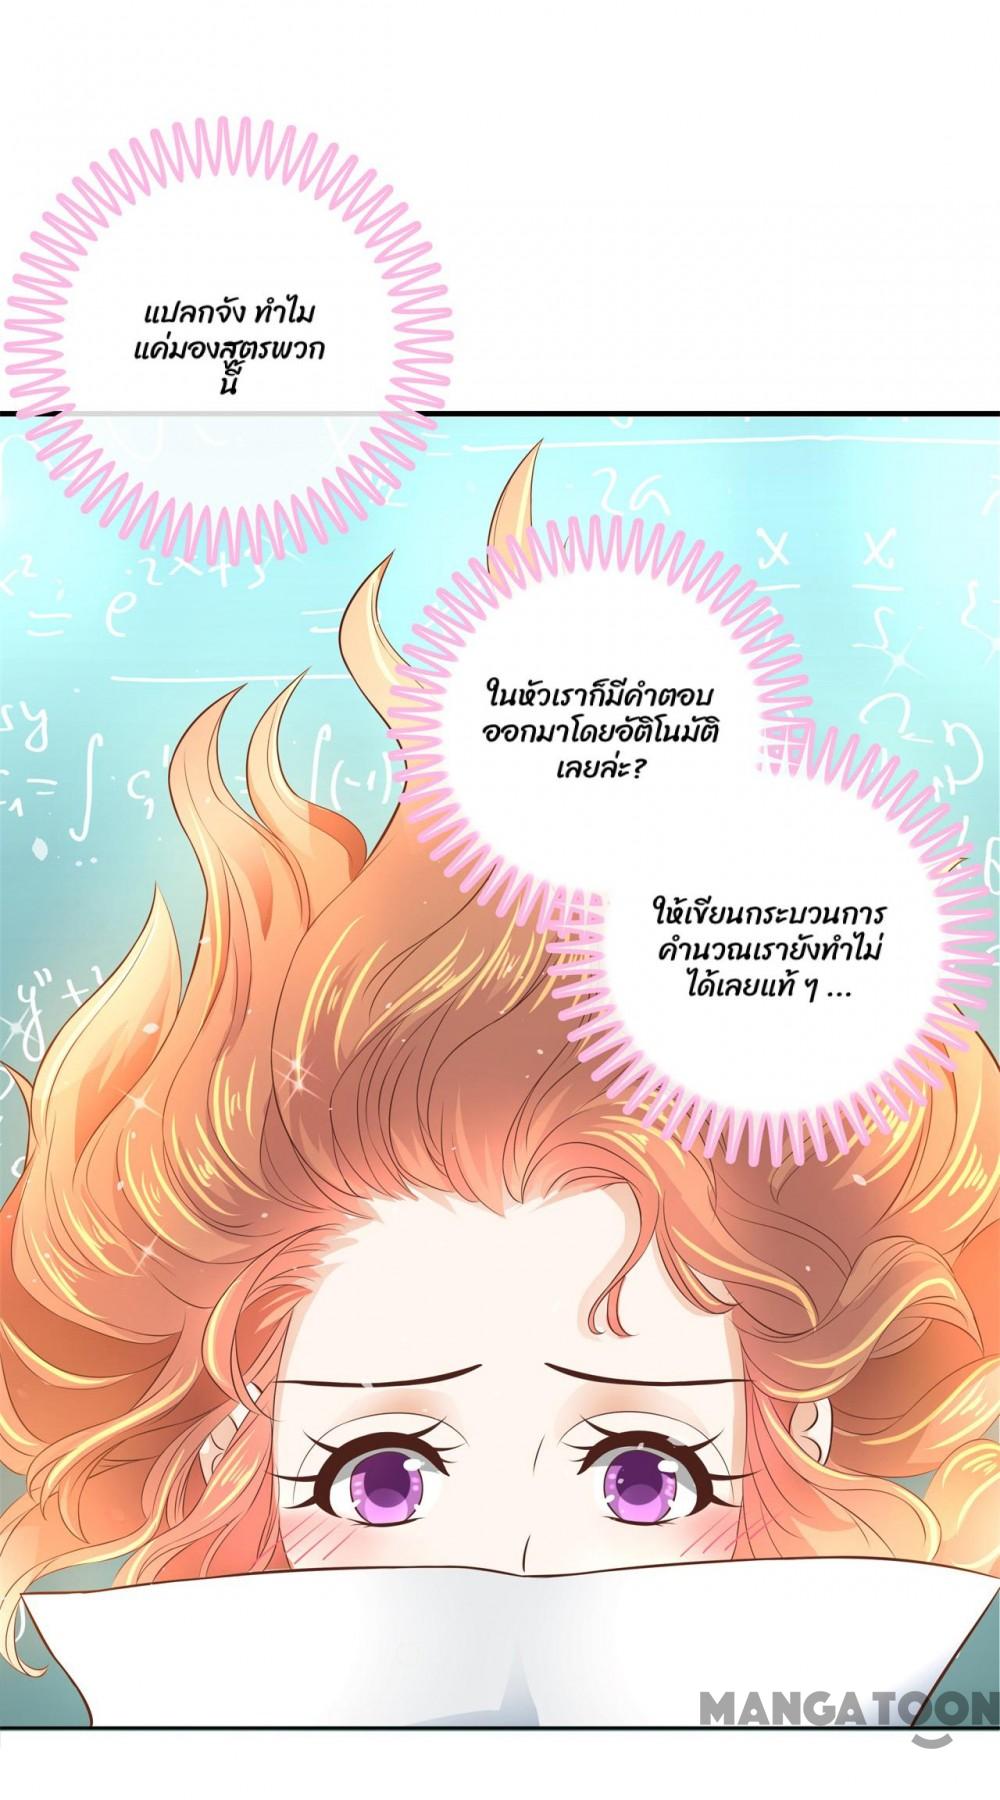 แปลกจัง ทำไม
แค่มองสูตรพวก
นี้
ในหัวเราก็มีคำตอบ
ออกมาโดยอัติโนมัติ
เลยล่ะ?
ให้เขียนกระบวนการ
คำนวณเรายังทำไม่
ได้เลยแท้ ๆ ...
MANGATOON